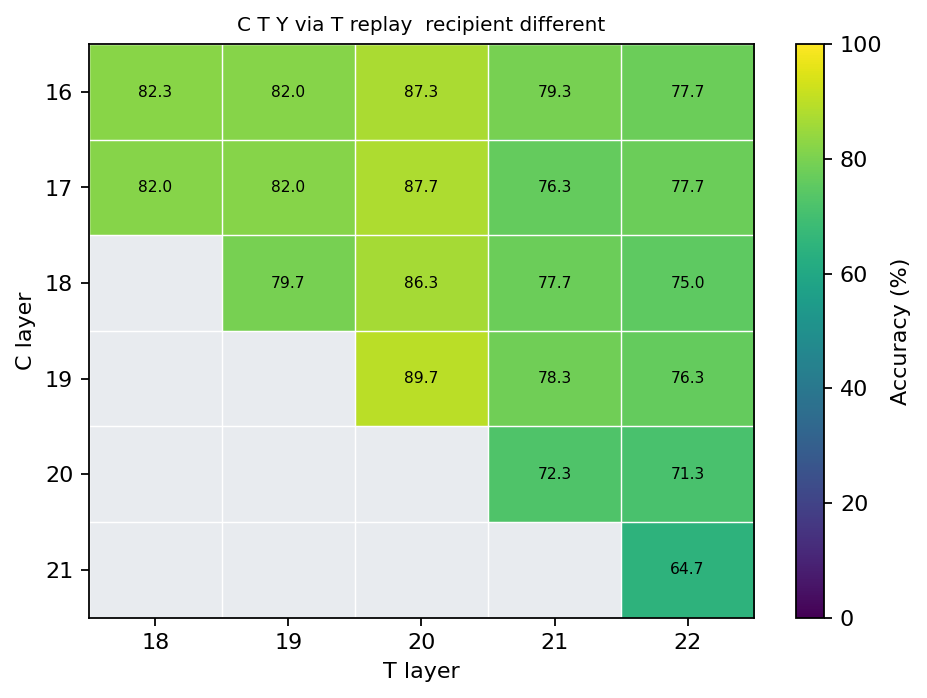 C T Y via T replay  recipient different
100
16 82.3 82.0 87.3 79.3 77.7
17 82.0 82.0 87.7 76.3 77.7
80
18 79.7 86.3 77.7 75.0
60
C layer
Accuracy (%)
19 89.7 78.3 76.3
40
20 72.3 71.3
20
21 64.7
0
18 19 20 21 22
T layer